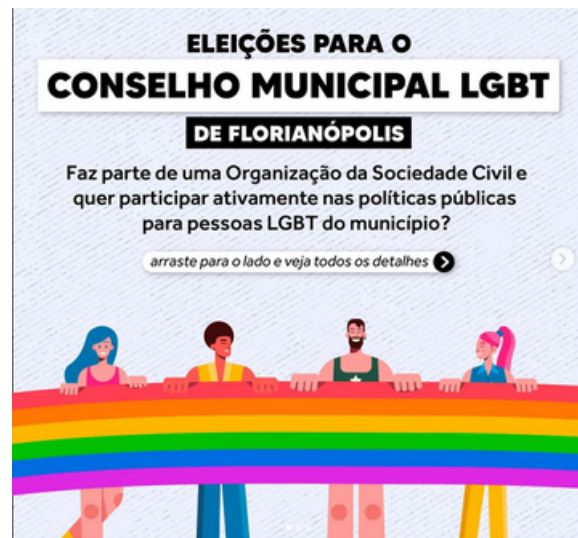 ELEIÇÕES PARA O
CONSELHO MUNICIPAL LGBT
DE FLORIANÓPOLIS
Faz parte de uma Organização da Sociedade Civil e
quer participar ativamente nas políticas públicas
para pessoas LGBT do município?
arraste para o lado e veja todos os detalhes